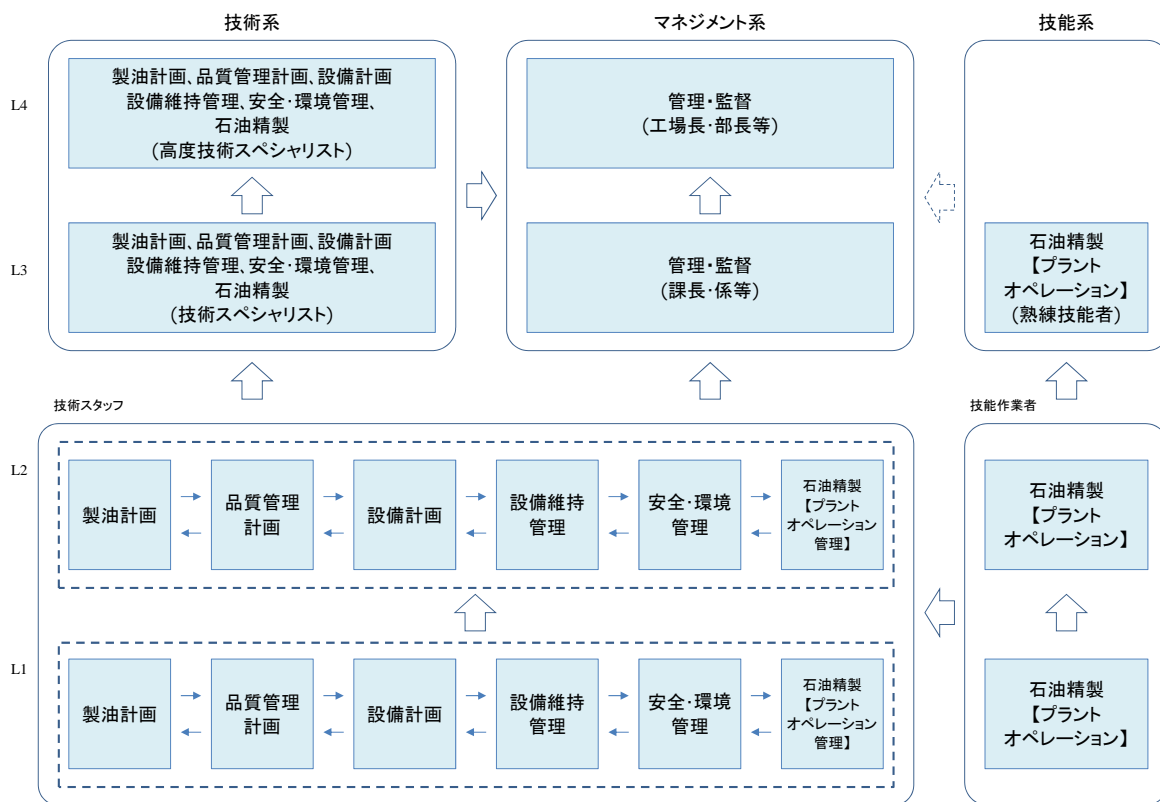 技術系
マネジメント系
技能系
L4
製油計画、品質管理計画、設備計画
設備維持管理、安全・環境管理、
石油精製
(高度技術スペシャリスト)
管理・監督
(工場長・部長等)
L3
製油計画、品質管理計画、設備計画
設備維持管理、安全・環境管理、
石油精製
(技術スペシャリスト)
管理・監督
(課長・係等)
石油精製
【プラント
オペレーション】
(熟練技能者)
技術スタッフ
技能作業者
L2
製油計画
品質管理
計画
設備計画
設備維持
管理
安全・環境
管理
石油精製
【プラント
オペレーション
管理】
石油精製
【プラント
オペレーション】
L1
製油計画
品質管理
計画
設備計画
設備維持
管理
安全・環境
管理
石油精製
【プラント
オペレーション
管理】
石油精製
【プラント
オペレーション】